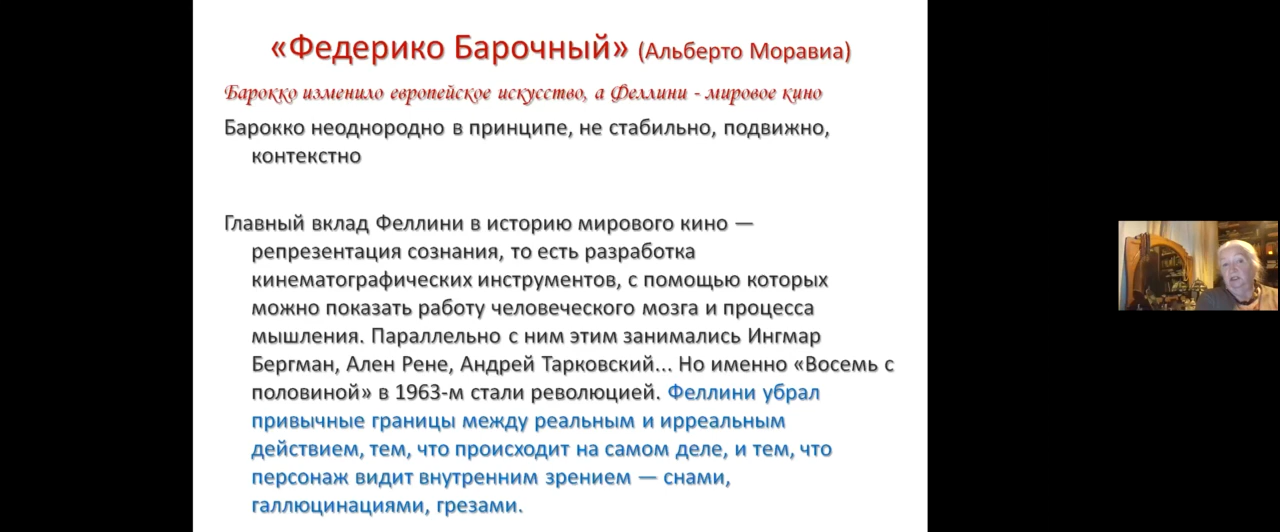 «Федерико Барочный» (Альберто Моравиа)
Барокко изменило европейское искусство, а Феллини - мировое кино
Барокко неоднородно в принципе, не стабильно, подвижно,
контекстно
Главный вклад Феллини в историю мирового кино —
репрезентация сознания, то есть разработка
кинематографических инструментов, с помощью которых
можно показать работу человеческого мозга и процесса
мышления. Параллельно с ним этим занимались Ингмар
Бергман, Ален Рене, Андрей Тарковский... Но именно «Восемь с
половиной» в 1963-м стали революцией. Феллини убрал
привычные границы между реальным и ирреальным
действием, тем, что происходит на самом деле, и тем, что
персонаж видит внутренним зрением — снами,
галлюцинациями, грезами.